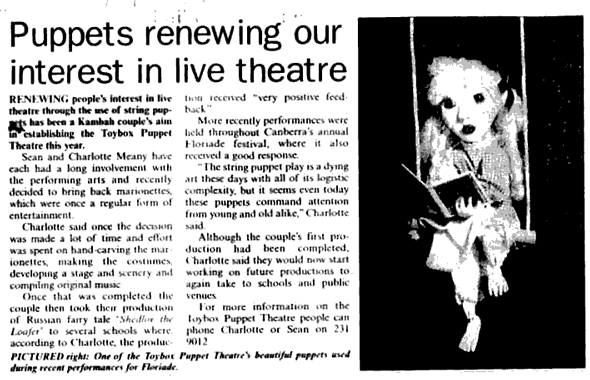 Puppets renewing our
interest in live theatre
RENEWING people's interest in live
theatre through the use of string pup-
pets has been a Kambah couple's aim
in establishing the Toybox Puppet
Theatre this year.
Sean and Charlotte Meany have
each had a long involvement with
the performing arts and recently
decided to bring back marionettes,
which were once a regular form of
entertainment.
Charlotte said once the decision
was made a lot of time and effort
was spent on hand-carving the mar-
ionettes, making the costumes,
developing a stage and scenery and
compiling original music
Once that was completed the
couple then took their production
of Russian fairy tale 'Shedlor the
Loafer' to several schools where,
according to Charlotte, the produc-
tion received "very positive feed-
back"
More recently performances were
held throughout Canberra's annual
Floriade festival, where it also
received a good response.
"The string puppet play is a dying
art these days with all of its logistic
complexity, but it seems even today
these puppets command attention
from young and old alike," Charlotte
said
Although the couple's first pro-
duction had been completed,
Charlotte said they would now start
working on future productions to
again take to schools and public
venues
For more information on the
Toybox Puppet Theatre people can
phone Charlotte or Sean on 231
9012
PICTURED right: One of the Toybox Puppet Theatre's beautiful puppets used
during recent performances for Floriade.